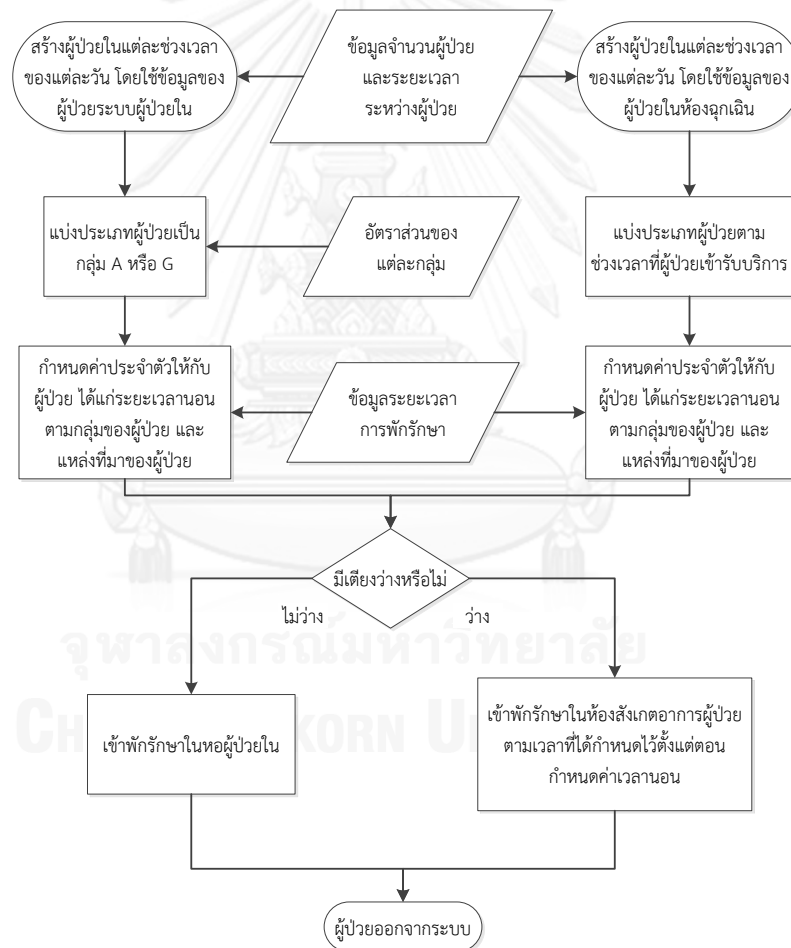 สร้างผู้ป่วยในแต่ละช่วงเวลา
ของแต่ละวัน โดยใช้ข้อมูลของ
ผู้ป่วยระบบผู้ป่วยใน
ข้อมูลจำนวนผู้ป่วย
และระยะเวลา
ระหว่างผู้ป่วย
สร้างผู้ป่วยในแต่ละช่วงเวลา
ของแต่ละวัน โดยใช้ข้อมูลของ
ผู้ป่วยในห้องฉุกเฉิน
แบ่งประเภทผู้ป่วยเป็น
กลุ่ม A หรือ G
อัตราส่วนของ
แต่ละกลุ่ม
แบ่งประเภทผู้ป่วยตาม
ช่วงเวลาที่ผู้ป่วยเข้ารับบริการ
กำหนดค่าประจำตัวให้กับ
ผู้ป่วย ได้แก่ระยะเวลานอน
ตามกลุ่มของผู้ป่วย และ
แหล่งที่มาของผู้ป่วย
ข้อมูลระยะเวลา
การพักรักษา
กำหนดค่าประจำตัวให้กับ
ผู้ป่วย ได้แก่ระยะเวลานอน
ตามกลุ่มของผู้ป่วย และ
แหล่งที่มาของผู้ป่วย
มีเตียงว่างหรือไม่
ไม่ว่าง
ว่าง
จุฬาลงกรณ์มหาวิทยาลัย
เข้าพักรักษาในหอผู้ป่วยใน
เข้าพักรักษาในห้องสังเกตอาการผู้ป่วย
ตามเวลาที่ได้กำหนดไว้ตั้งแต่ตอน
กำหนดค่าเวลานอน
ผู้ป่วยออกจากระบบ